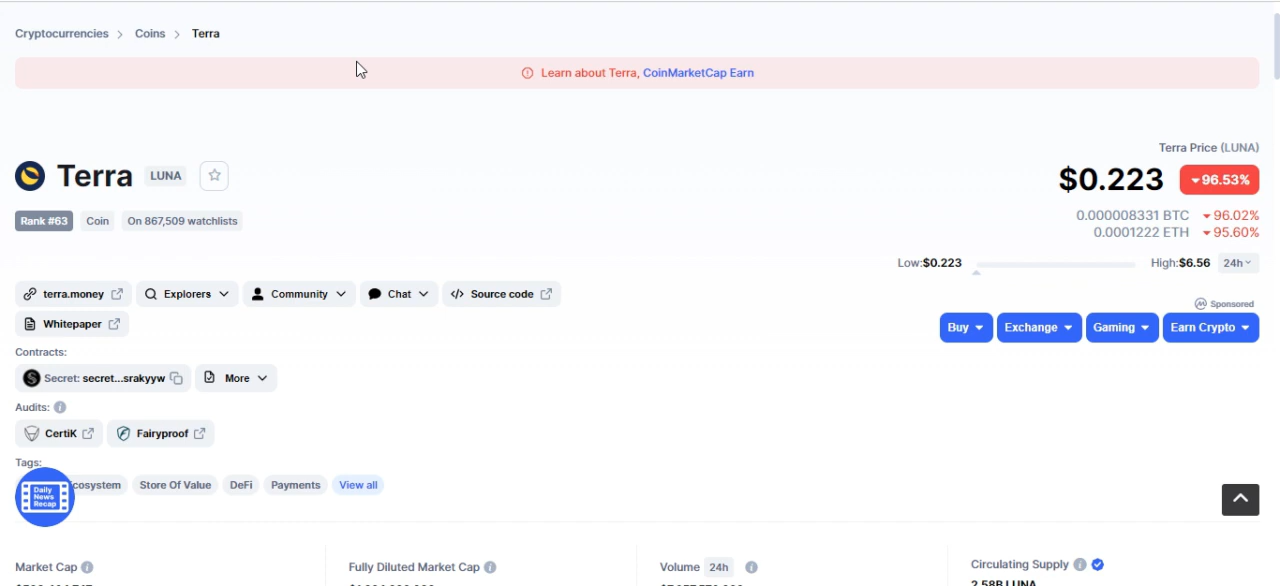 Cryptocurrencies > Coins > Terra
Learn about Terra, CoinMarketCap Earn
Terra Price (LUNA)
Terra LUNA
$0.223 96.53%
Rank #63 Coin On 867,509 watchlists
0.000008331 BTC 96.02%
0.0001222 ETH 95.60%
Low:$0.223 High:$6.56 24h
terra.money Explorers Community Chat Source code
Sponsored
Whitepaper
Buy Exchange Gaming Earn Crypto
Contracts:
Secret: secret...srakyyw More
Audits:
CertiK Fairyproof
Tags:
cosystem Store Of Value DeFi Payments View all
Daily
News
Recap
Market Cap Fully Diluted Market Cap Volume 24h Circulating Supply
2.58B LUNA